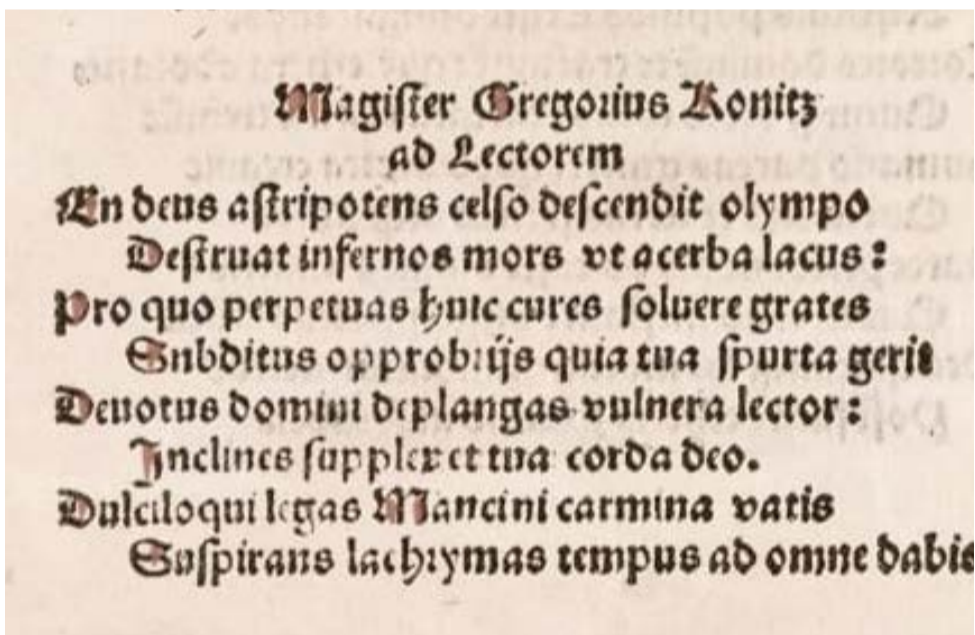 Magiſter Gregorius Konitz
ad Lectorem
En deus aſtripotens celſo deſcendit olympo
Deſtruat infernos mors vt acerba lacus:
Pro quo perpetuas huic cures ſoluere grates
Subditus opprobrijs quia tua ſpurta gerit
Deuotus domini deplangas vulnera lector:
Inclines ſupplex et tua corda deo.
Dulciloqui legas Mancini carmina vatis
Suſpirans lachrymas tempus ad omne dabis